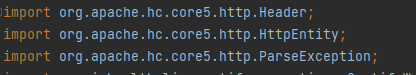 import org.apache.hc.core5.http.Header;
import org.apache.hc.core5.http.HttpEntity;
import org.apache.hc.core5.http.ParseException;